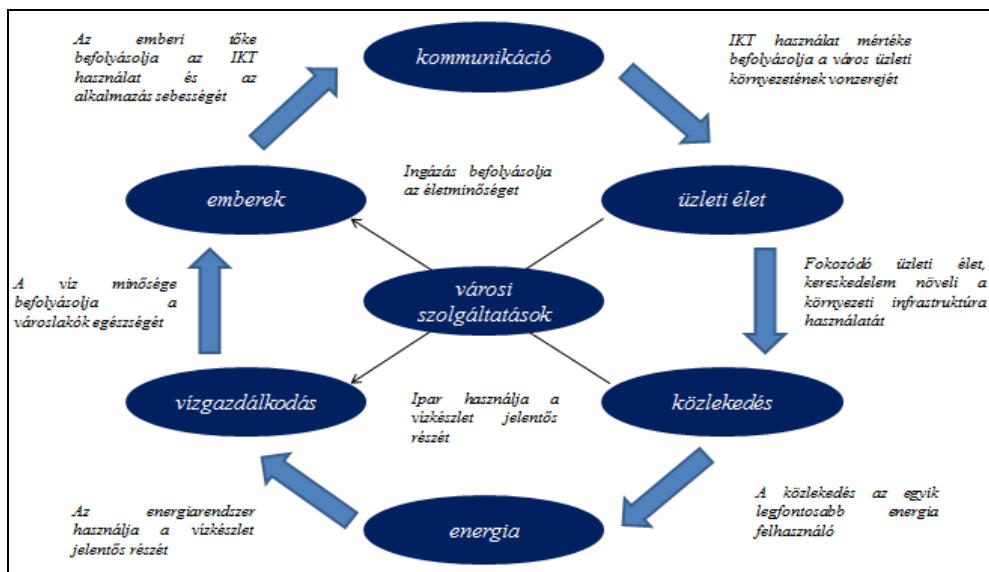 Az emberi tőke
befolyásolja az IKT
használat és az
alkalmazás sebességét
kommunikáció
IKT használat mértéke
befolyásolja a város üzleti
környezetének vonzerejét
Ingázás befolyásolja
az életminőséget
emberek
üzleti élet
A víz minősége
befolyásolja a
városlakók egészségét
városi
szolgáltatások
Fokozódó üzleti élet,
kereskedelem növeli a
környezeti infrastruktúra
használatát
vízgazdálkodás
Ipar használja a
vízkészlet jelentős
részét
közlekedés
Az energiarendszer
használja a vízkészlet
jelentős részét
energia
A közlekedés az egyik
legfontosabb energia
felhasználó